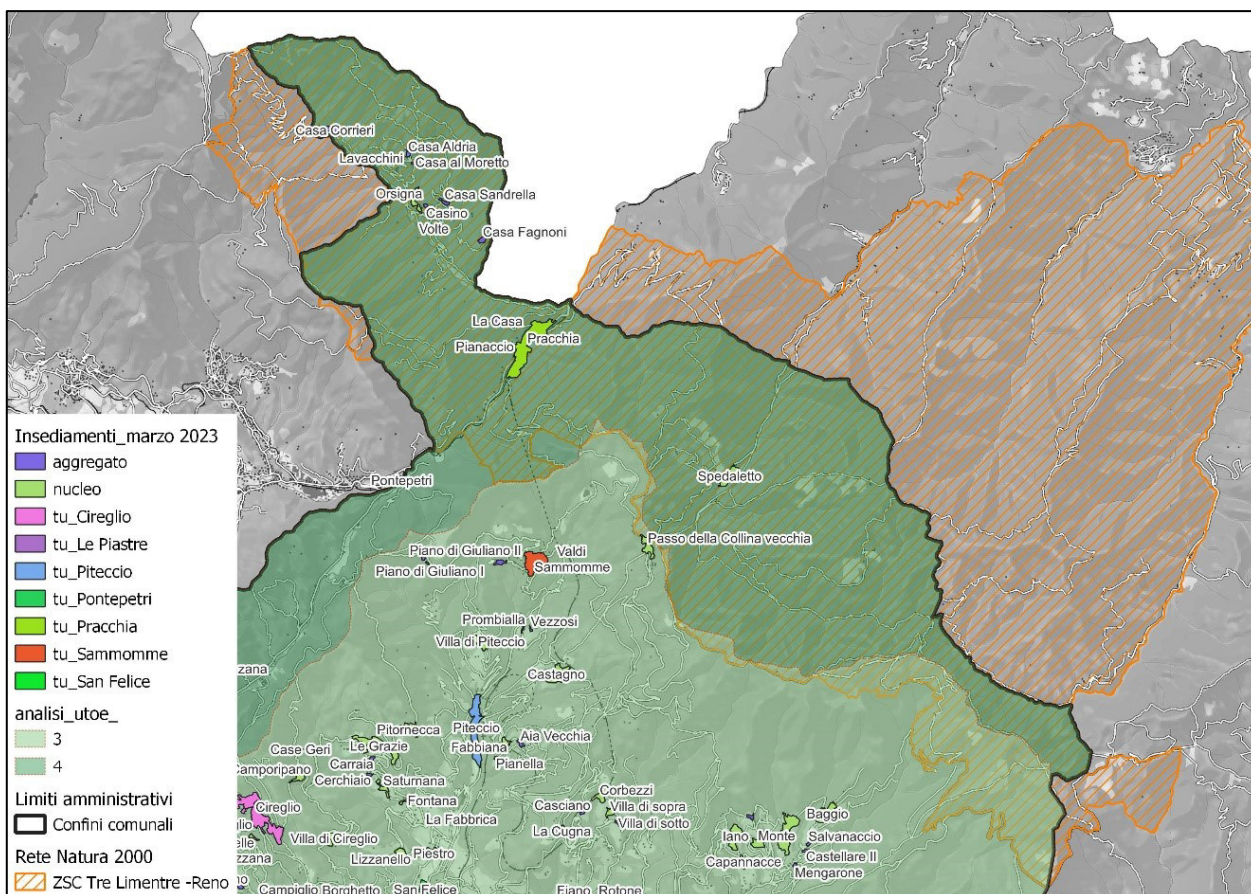 Casa Corrieri
Casa Aldria
Lavacchini
Casa al Moretto
Orsigna
Casa Sandrella
Casino
Volte
Casa Fagnoni
La Casa
Pracchia
Pianaccio
Pontepetri
Spedaletto
Passo della Collina vecchia
Piano di Giuliano II
Valdi
Piano di Giuliano I
Sammomme
Prombialla
Vezzosi
Villa di Piteccio
Castagno
zzana
Pitornecca
Piteccio
Case Geri
Le Grazie
Aia Vecchia
Fabbiana
Carraia
Pianella
Camporipano
Cerchiaio
Saturnana
Corbezzi
Fontana
Casciano
Villa di sopra
Baggio
Cireglio
La Fabbrica
Villa di sotto
glio
La Cugna
Iano
Monte
Salvanaccio
elle
Villa di Cireglio
Castellare II
zzana
Lizzanello
Piestro
Capannacce
Mengarone
Campiglio
Borghetto
San Felice
Fiano
Rotone
Insediamenti_marzo 2023
aggregato
nucleo
tu_Cireglio
tu_Le Piastre
tu_Piteccio
tu_Pontepetri
tu_Pracchia
tu_Sammomme
tu_San Felice
analisi_utoe_
3
4
Limiti amministrativi
Confini comunali
Rete Natura 2000
ZSC Tre Limentre -Reno